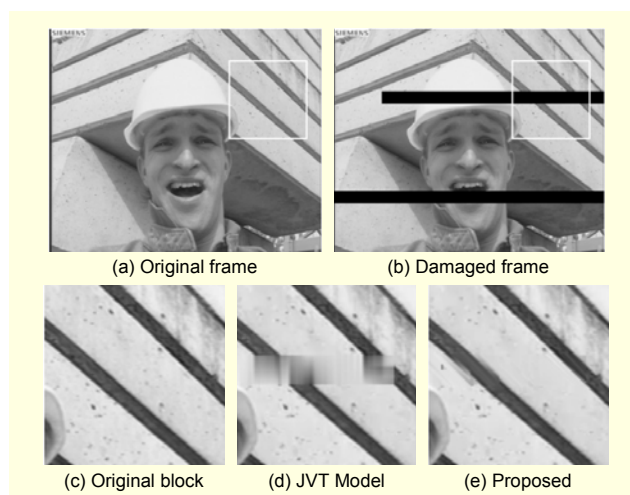 SIEMENS
SIEMENS
(a) Original frame
(b) Damaged frame
(c) Original block
(d) JVT Model
(e) Proposed